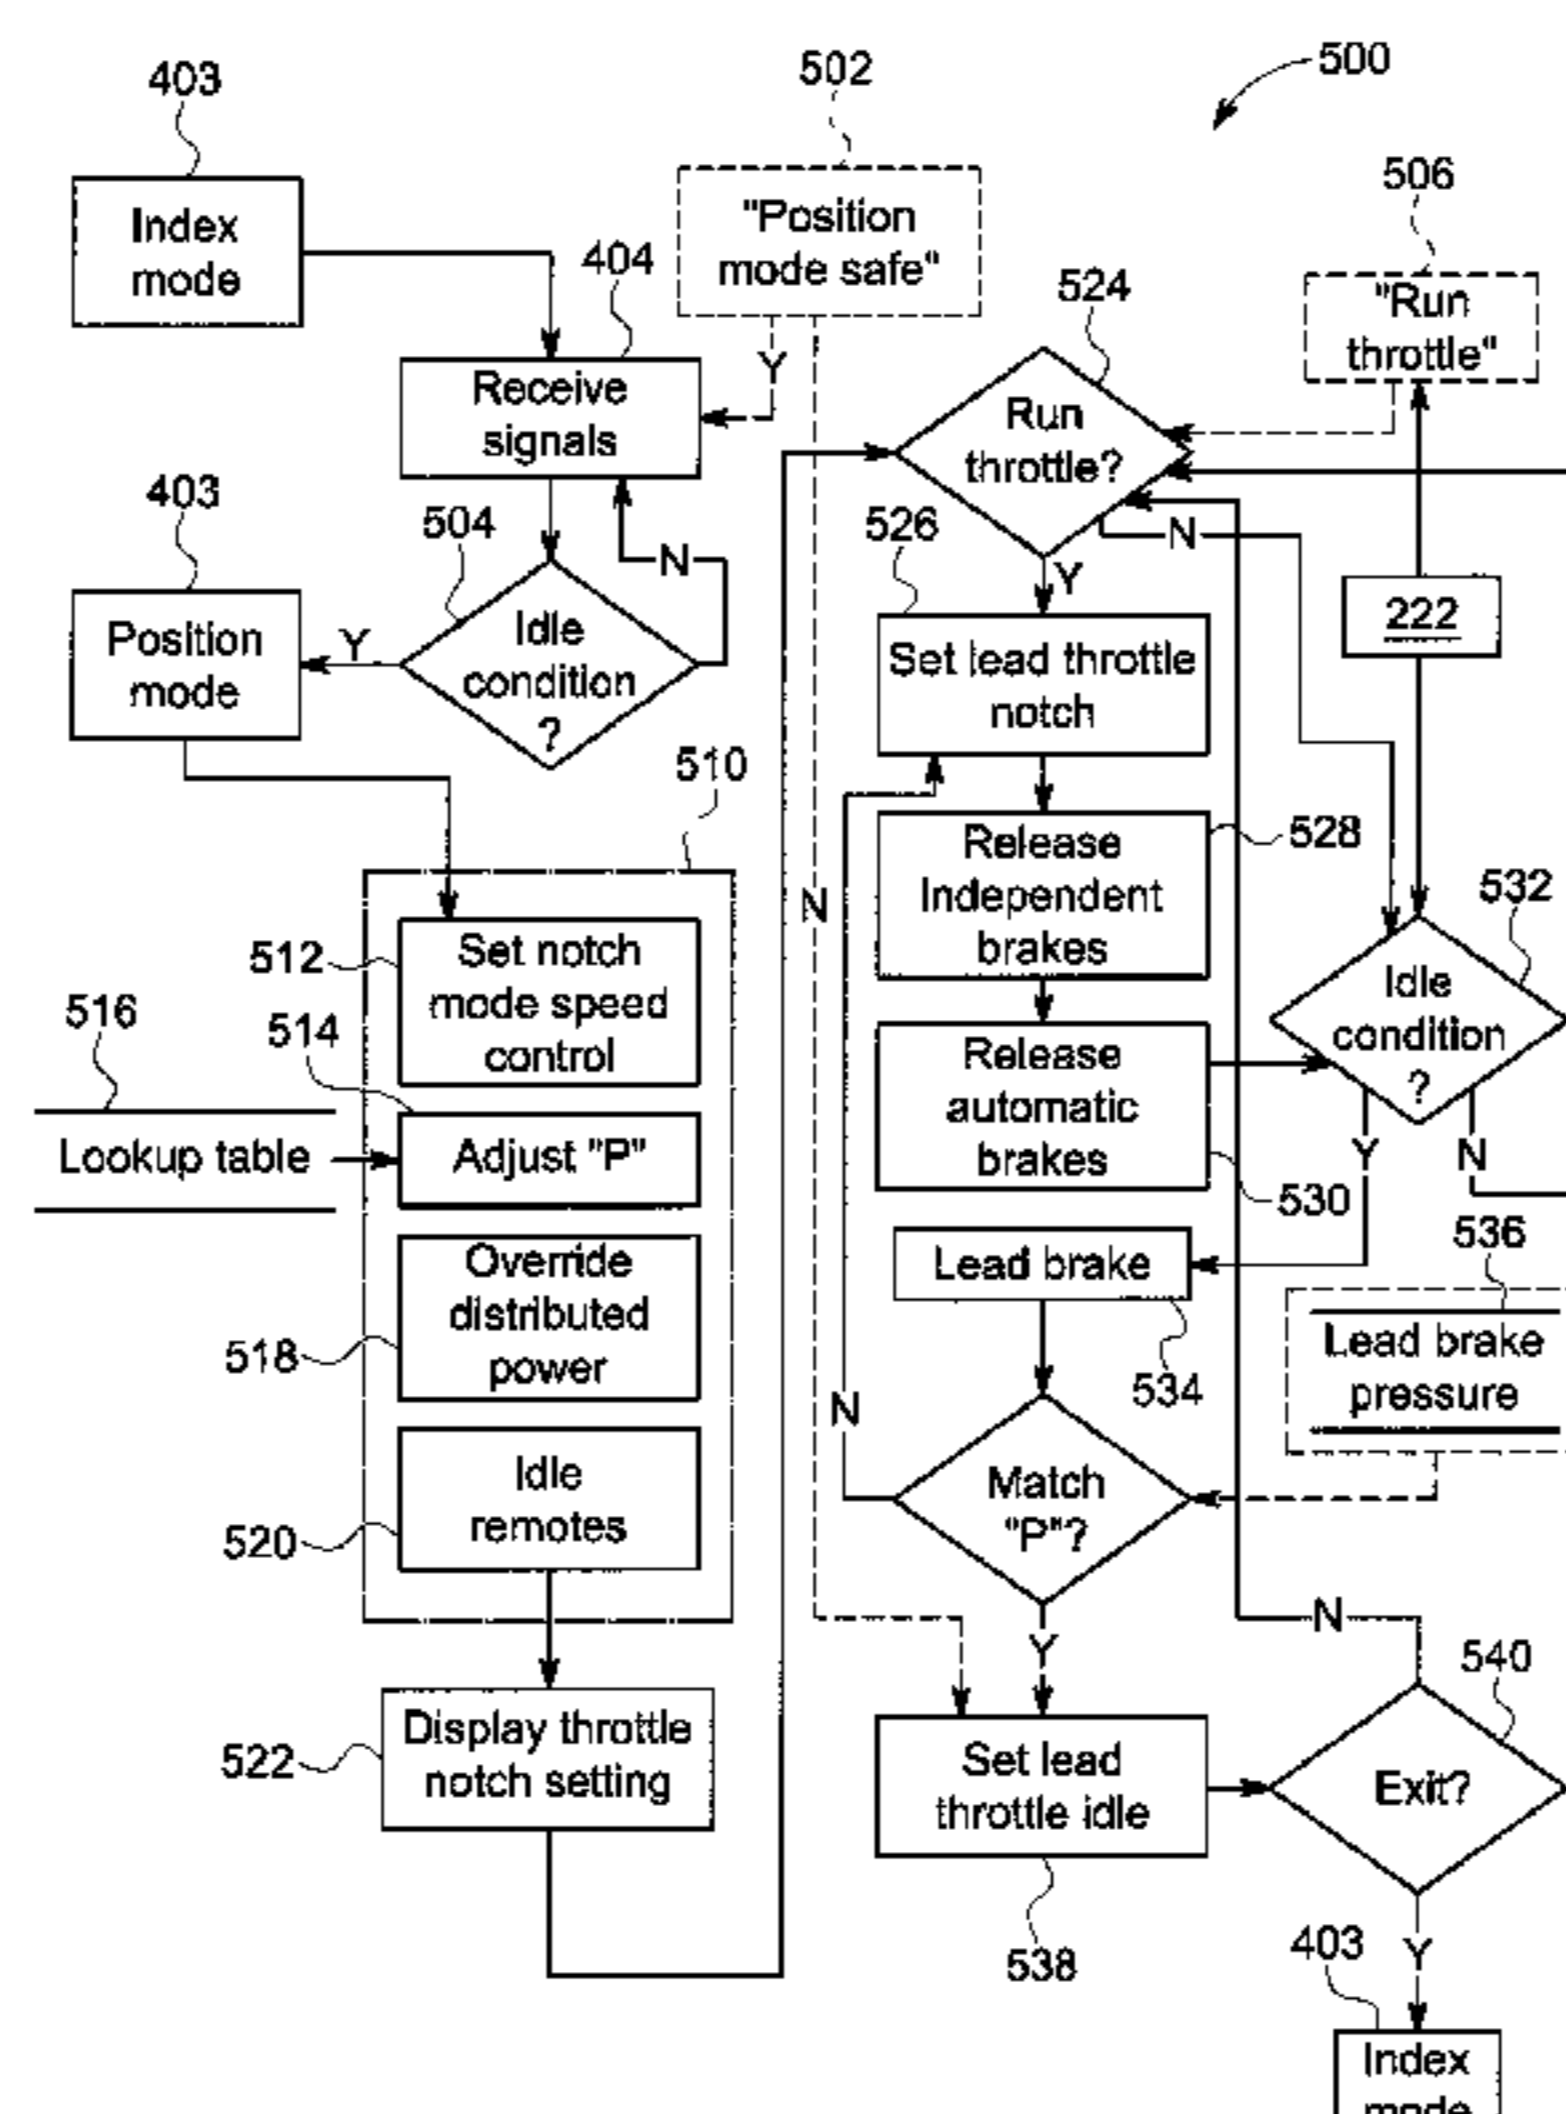 500
403
502
506
Index
mode
"Position
mode safe"
404
524
"Run
throttle"
Receive
signals
Y
Run
throttle?
403
504
N
526
N
Y
222
Position
mode
Y
Idle
condition
?
Set lead throttle
notch
510
528
Release
Independent
brakes
N
532
512
Set notch
mode speed
control
Idle
condition
?
516
514
Release
automatic
brakes
Lookup table
Adjust "P"
Y
N
530
536
Override
distributed
power
518
Lead brake
534
Lead brake
pressure
N
Idle
remotes
520
Match
"P"?
N
Y
540
522
Display throttle
notch setting
Set lead
throttle idle
Exit?
538
403
Y
Index
mode